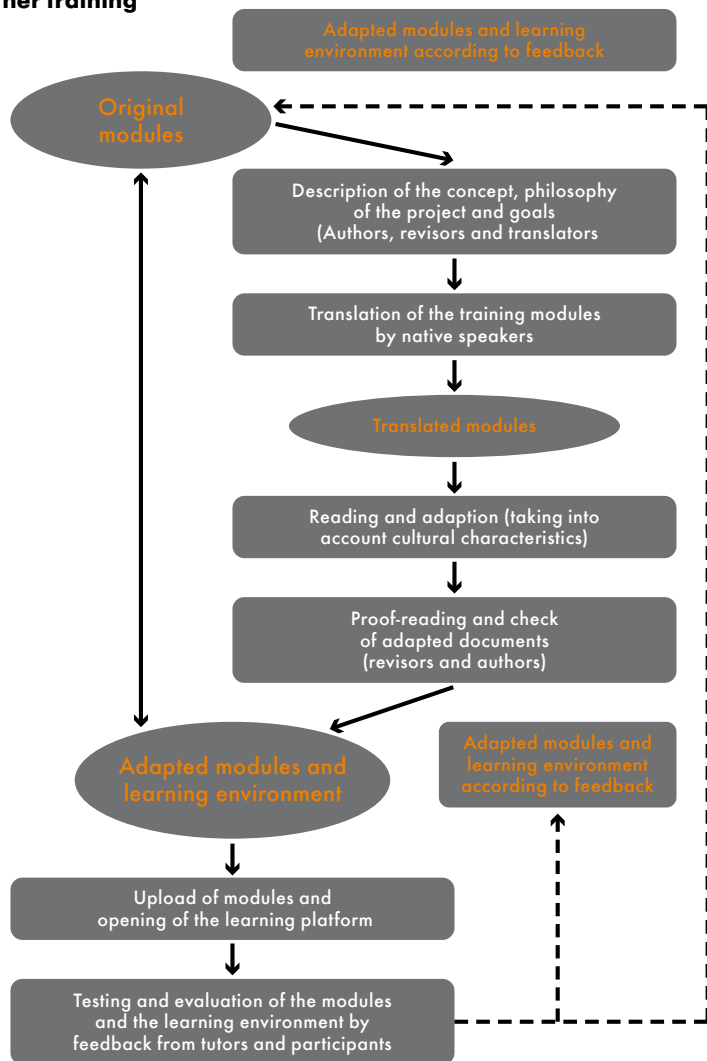 Training
Adapted modules and learning
environment according to feedback
Original
modules
Description of the concept, philosophy
of the project and goals
(Authors, revisors and translators
Translation of the training modules
by native speakers
Translated modules
Reading and adaption (taking into
account cultural characteristics)
Proof-reading and check
of adapted documents
(revisors and authors)
Adapted modules and
learning environment
Adapted modules and
learning environment
according to feedback
Upload of modules and
opening of the learning platform
Testing and evaluation of the modules
and the learning environment by
feedback from tutors and participants